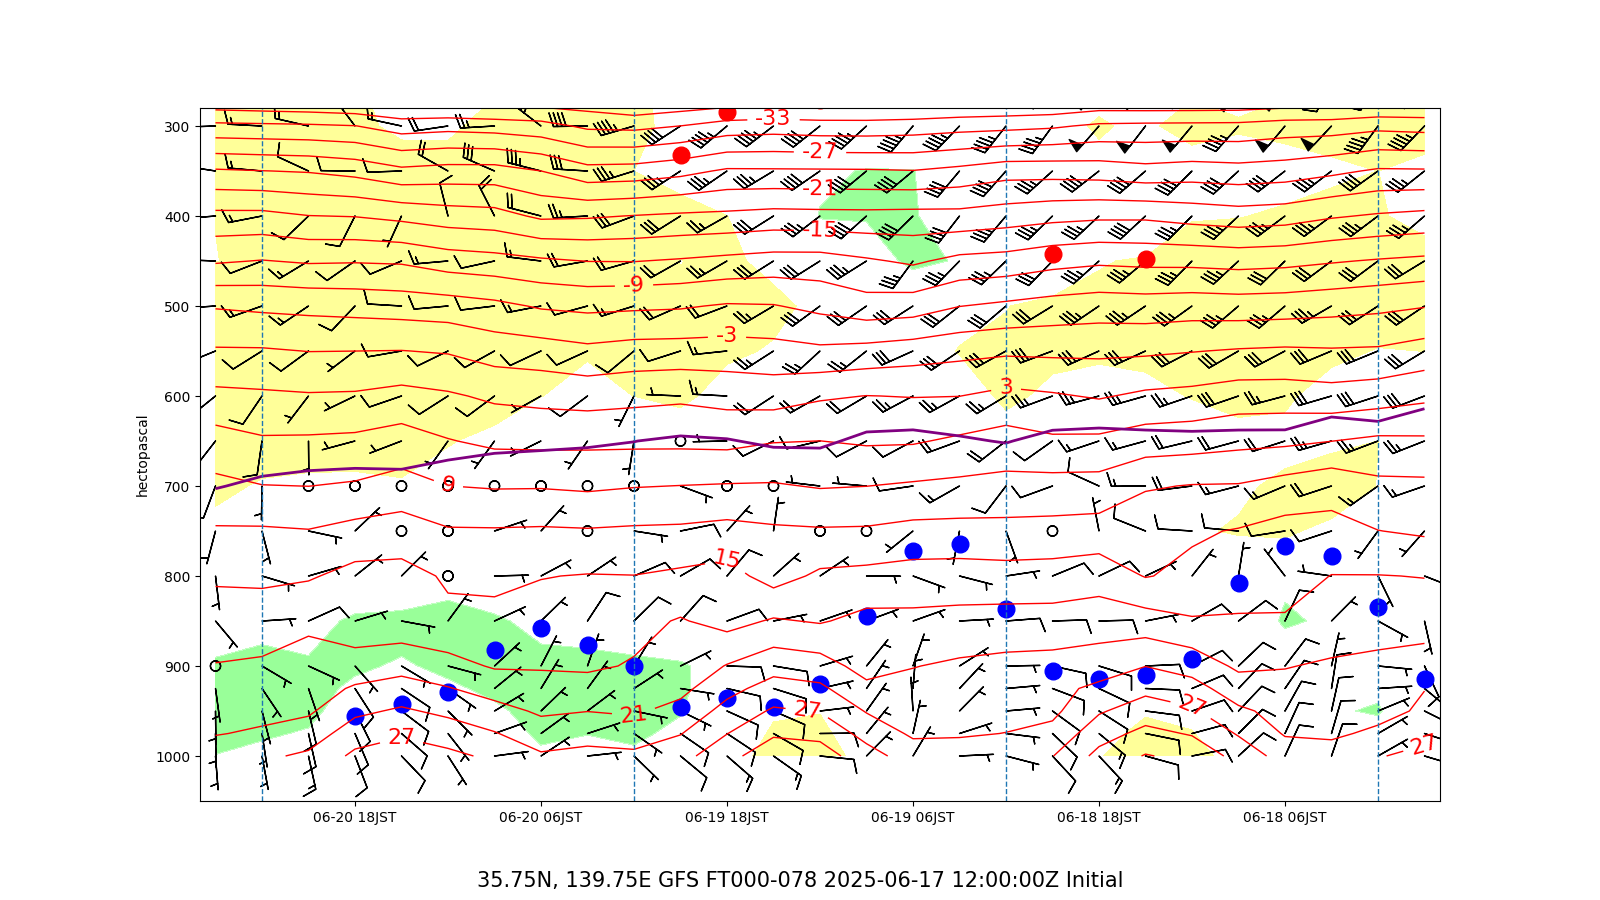 300
400
500
600
700
800
900
1000
hectopascal
-33
-27
-21
-15
-9
-3
3
9
15
21
27
27
27
27
06-20 18JST
06-20 06JST
06-19 18JST
06-19 06JST
06-18 18JST
06-18 06JST
35.75N, 139.75E GFS FT000-078 2025-06-17 12:00:00Z Initial